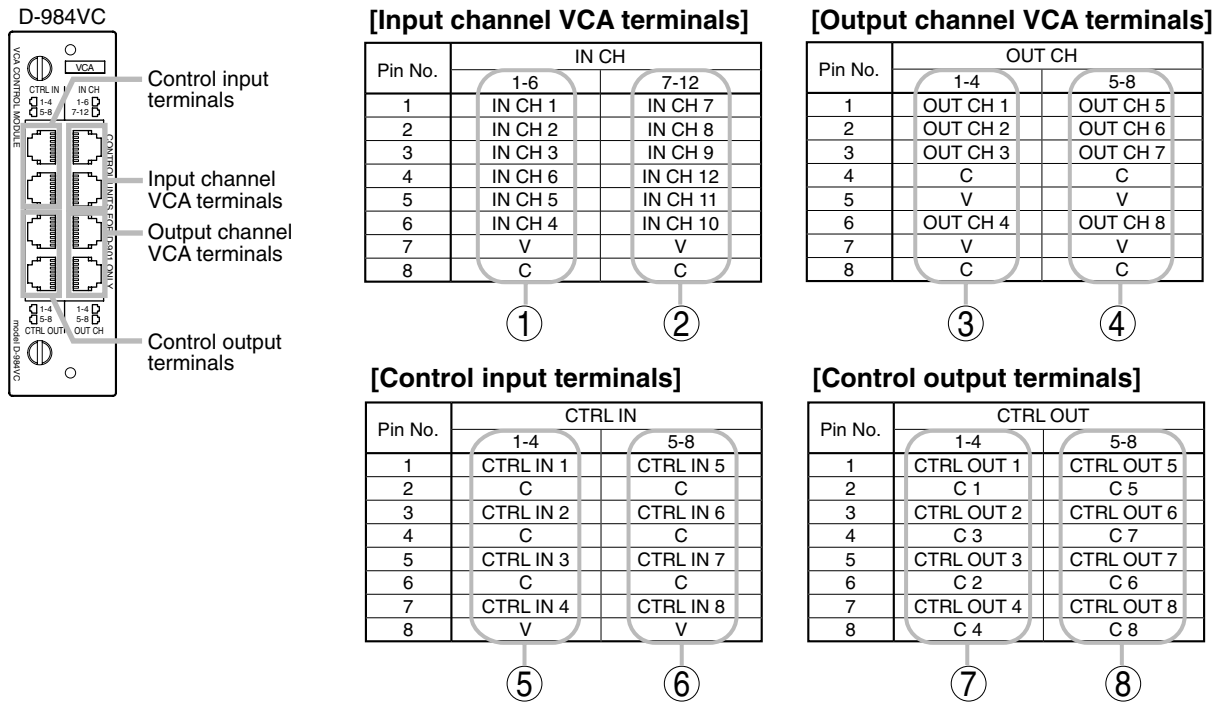 D-984VC
VCA CONTROL MODULE
VCA
CTRL IN IN CH
1-4 1-6
5-8 7-12
CONTROL UNITS FOR D-901 ONLY
1-4 1-4
5-8 5-8
CTRL OUT OUT CH
model D-984VC
Control input
terminals
Input channel
VCA terminals
Output channel
VCA terminals
Control output
terminals
[Input channel VCA terminals]
Pin No. IN CH
1-6 7-12
1 IN CH 1 IN CH 7
2 IN CH 2 IN CH 8
3 IN CH 3 IN CH 9
4 IN CH 6 IN CH 12
5 IN CH 5 IN CH 11
6 IN CH 4 IN CH 10
7 V V
8 C C
① ②
[Output channel VCA terminals]
Pin No. OUT CH
1-4 5-8
1 OUT CH 1 OUT CH 5
2 OUT CH 2 OUT CH 6
3 OUT CH 3 OUT CH 7
4 C C
5 V V
6 OUT CH 4 OUT CH 8
7 V V
8 C C
③ ④
[Control input terminals]
Pin No. CTRL IN
1-4 5-8
1 CTRL IN 1 CTRL IN 5
2 C C
3 CTRL IN 2 CTRL IN 6
4 C C
5 CTRL IN 3 CTRL IN 7
6 C C
7 CTRL IN 4 CTRL IN 8
8 V V
⑤ ⑥
[Control output terminals]
Pin No. CTRL OUT
1-4 5-8
1 CTRL OUT 1 CTRL OUT 5
2 C 1 C 5
3 CTRL OUT 2 CTRL OUT 6
4 C 3 C 7
5 CTRL OUT 3 CTRL OUT 7
6 C 2 C 6
7 CTRL OUT 4 CTRL OUT 8
8 C 4 C 8
⑦ ⑧